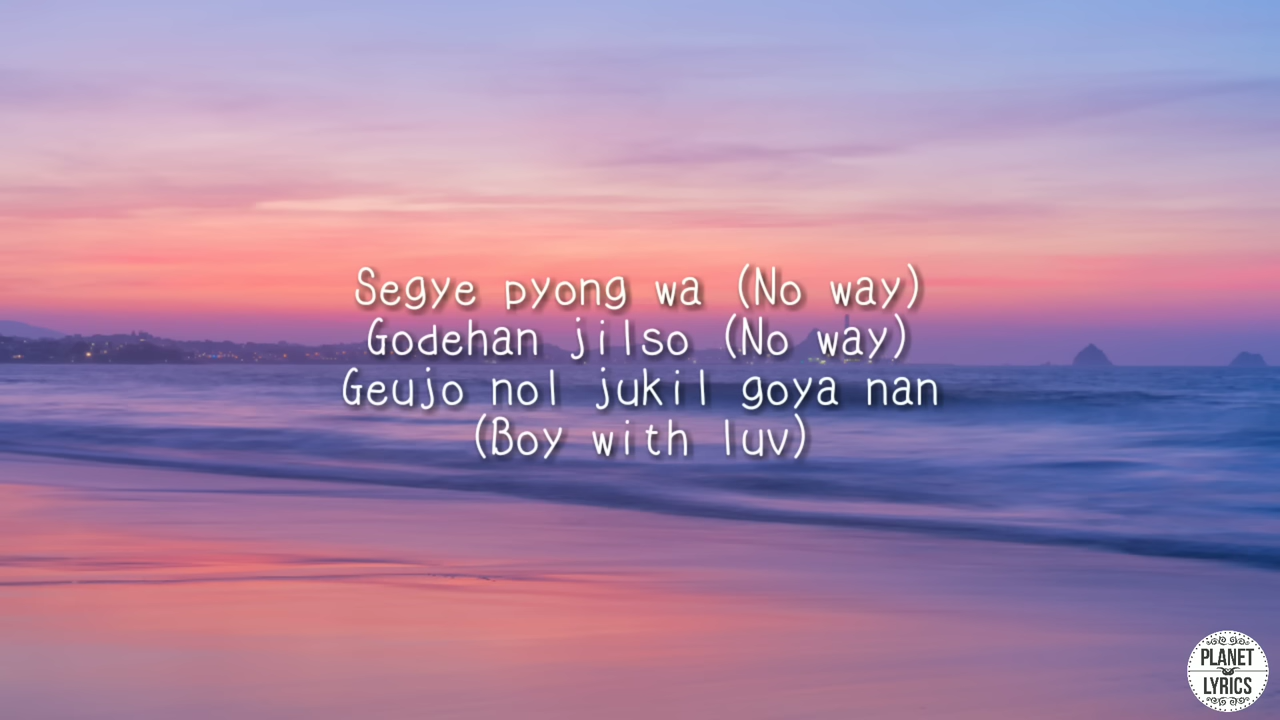 Segye pyong wa (No way)
Godehan jilso (No way)
Geujo nol jukil goya nan
(Boy with luv)
PLANET
LYRICS